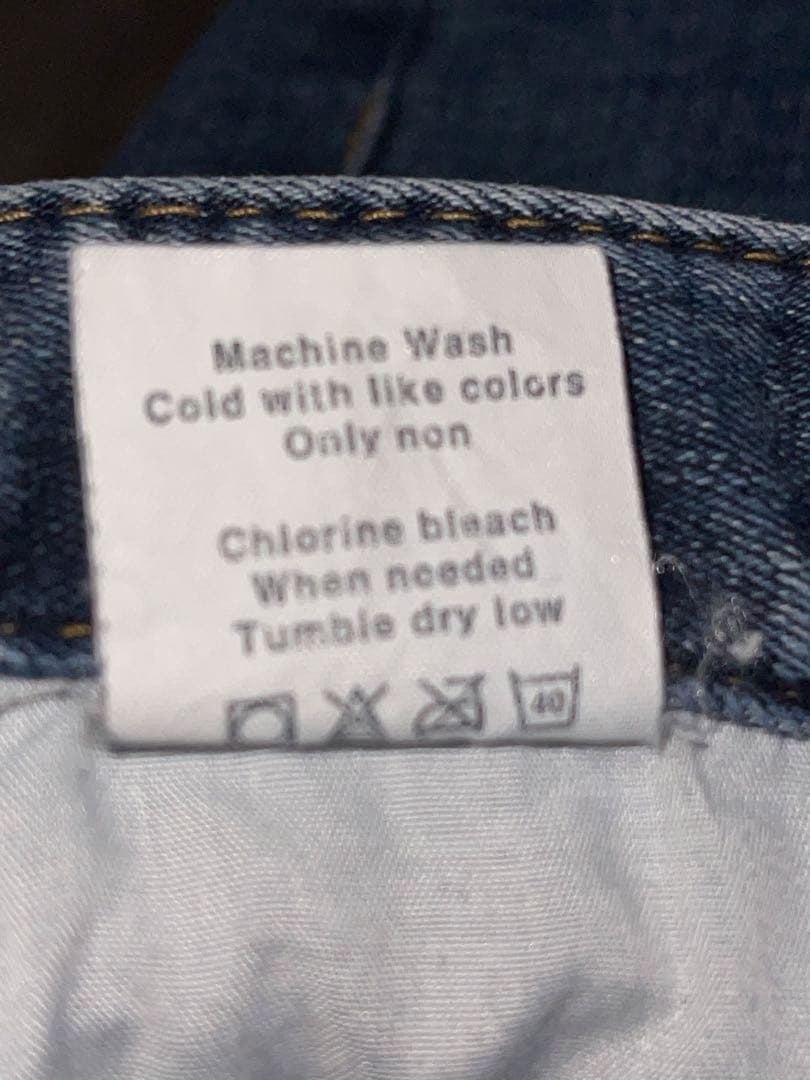 Machine Wash
Cold with like colors
Only non
Chlorine bleach
When needed
Tumble dry low
40